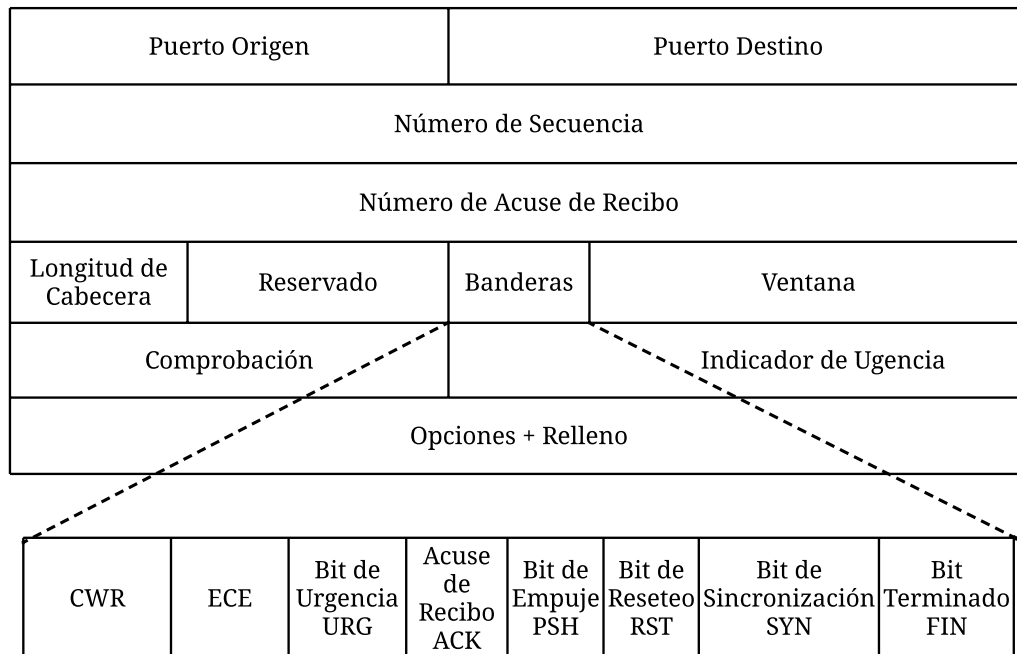 Puerto Origen
Puerto Destino
Número de Secuencia
Número de Acuse de Recibo
Longitud de
Cabecera
Reservado
Banderas
Ventana
Comprobación
Indicador de Ugencia
Opciones + Relleno
CWR
ECE
Bit de
Urgencia
URG
Acuse
de
Recibo
ACK
Bit de
Empuje
PSH
Bit de
Reseteo
RST
Bit de
Sincronización
SYN
Bit
Terminado
FIN